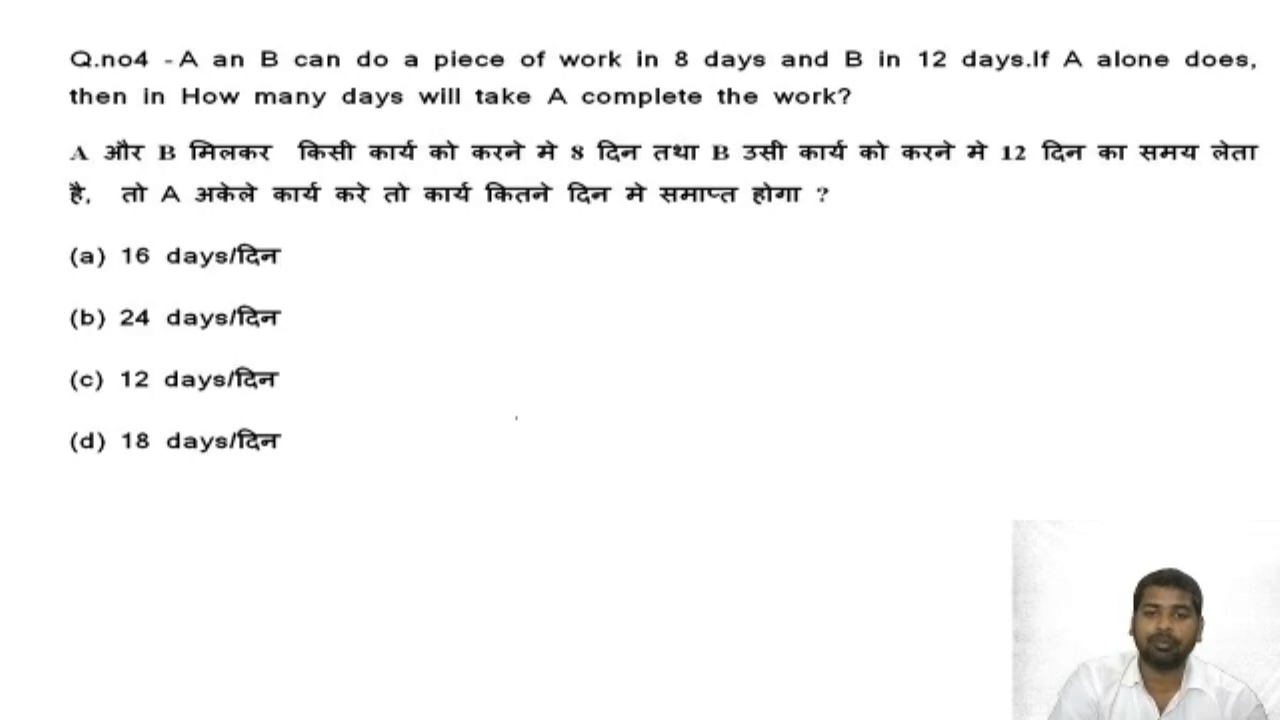 Q.no4 - A an B can do a piece of work in 8 days and B in 12 days.If A alone does,
then in How many days will take A complete the work?
A और B मिलकर किसी कार्य को करने मे 8 दिन तथा B उसी कार्य को करने मे 12 दिन का समय लेता
है, तो A अकेले कार्य करे तो कार्य कितने दिन मे समाप्त होगा ?
(a) 16 days/दिन
(b) 24 days/दिन
(c) 12 days/दिन
(d) 18 days/दिन